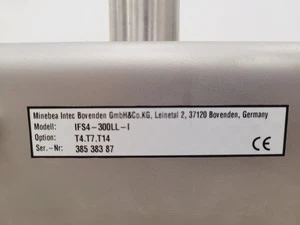 Minebea Intec Bovenden GmbH&Co.KG, Leinetal 2, 37120 Bovenden, Germany
Modell: IFS4-300LL-I
Option: T4.T7.T14
Ser.-Nr: 385 383 87
CE